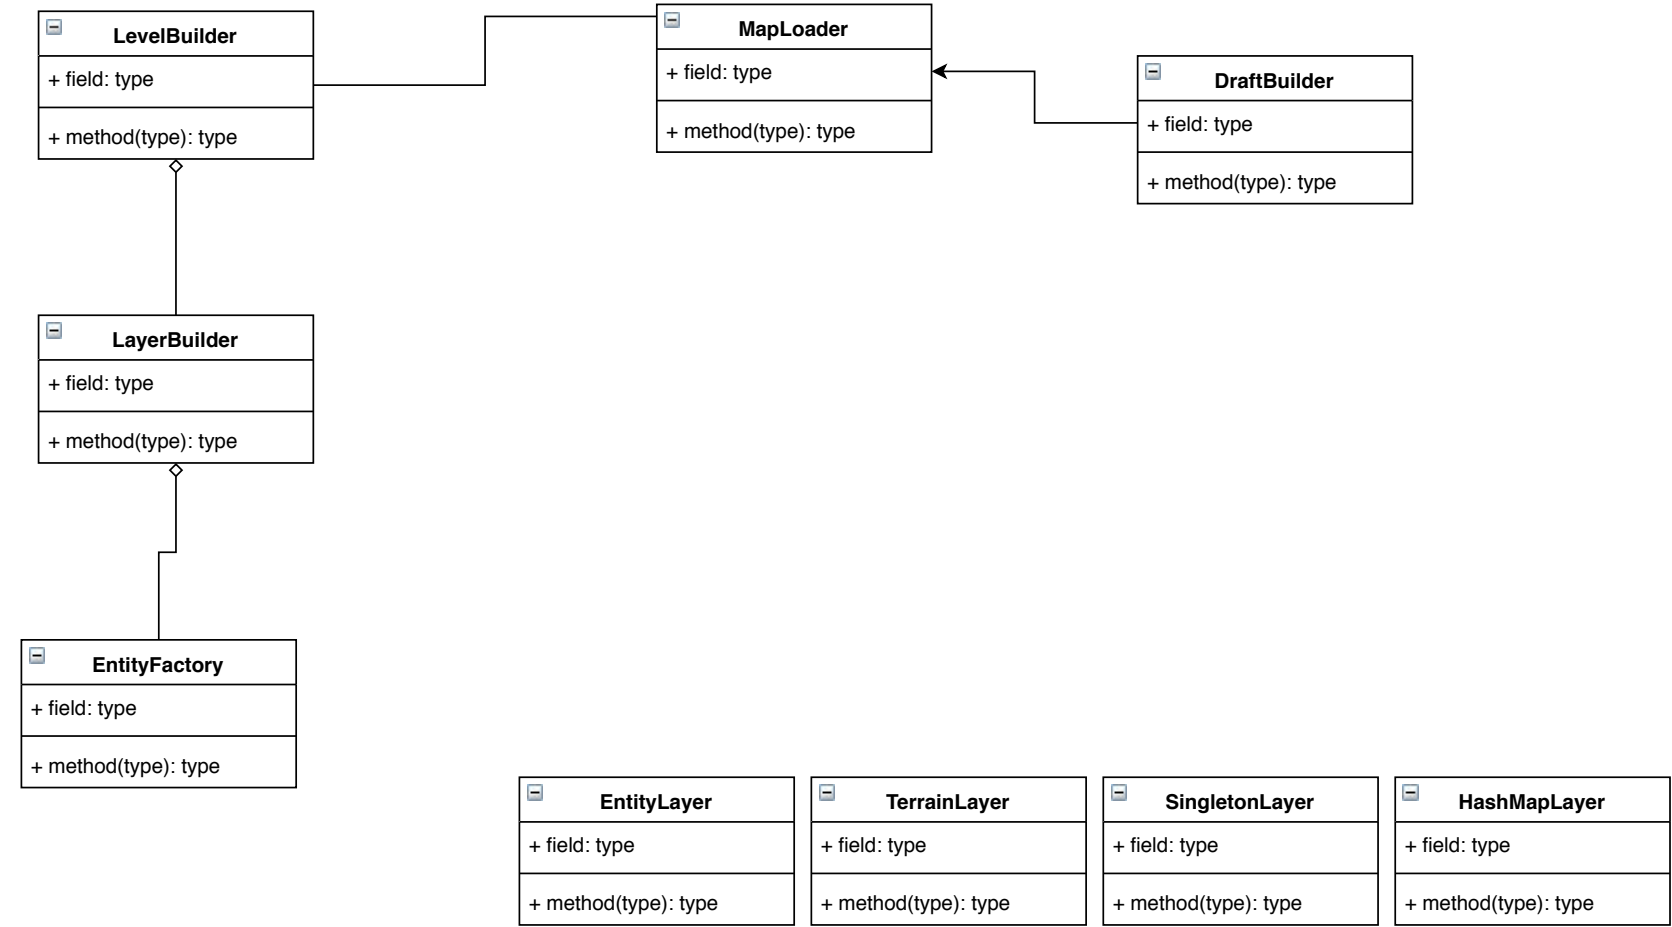 LevelBuilder
+ field: type
+ method(type): type
MapLoader
+ field: type
+ method(type): type
DraftBuilder
+ field: type
+ method(type): type
LayerBuilder
+ field: type
+ method(type): type
EntityFactory
+ field: type
+ method(type): type
EntityLayer
+ field: type
+ method(type): type
TerrainLayer
+ field: type
+ method(type): type
SingletonLayer
+ field: type
+ method(type): type
HashMapLayer
+ field: type
+ method(type): type